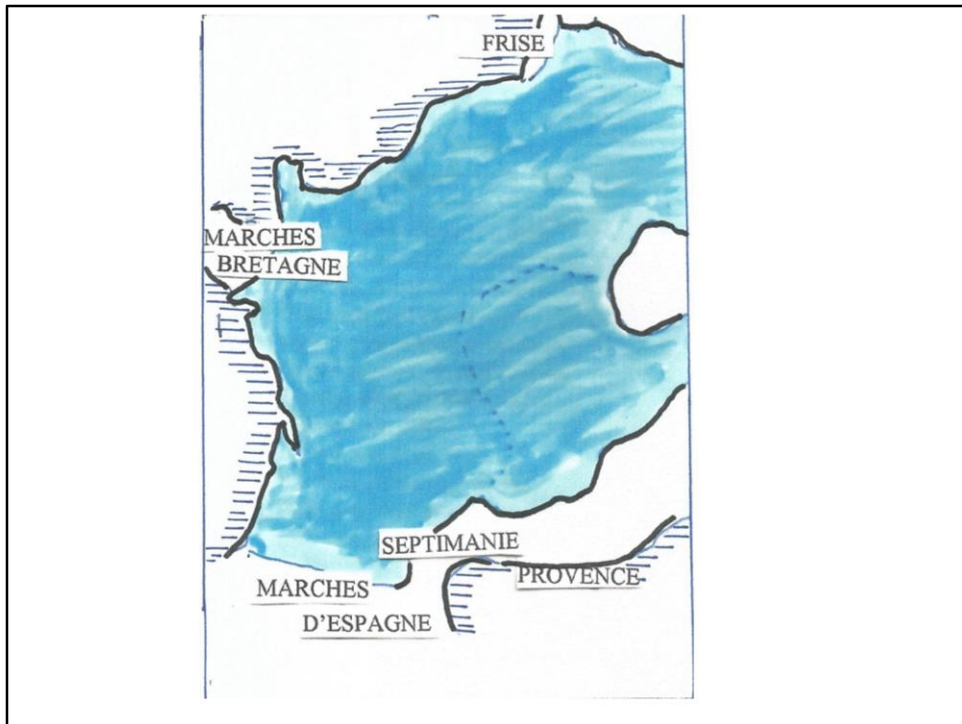 FRISE
MARCHES
BRETAGNE
SEPTIMANIE
MARCHES
PROVENCE
D'ESPAGNE